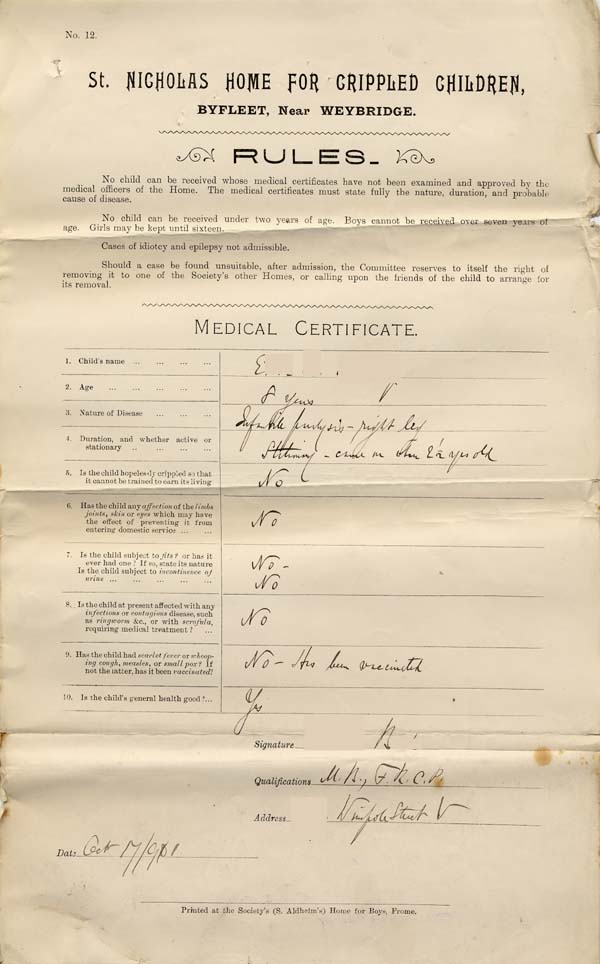 No. 12.
St. NICHOLAS HOME FOR CRIPPLED CHILDREN,
BYFLEET, Near WEYBRIDGE.
RULES.
No child can be received whose medical certificates have not been examined and approved by the
medical officers of the Home. The medical certificates must state fully the nature, duration, and probable
cause of disease.
No child can be received under two years of age. Boys cannot be received over seven years of
age. Girls may be kept until sixteen.
Cases of idiotcy and epilepsy not admissible.
Should a case be found unsuitable, after admission, the Committee reserves to itself the right of
removing it to one of the Society's other Homes, or calling upon the friends of the child to arrange for
its removal.
MEDICAL CERTIFICATE.
1. Child's name ... ... ... ... E.
2. Age ... ... ... ... ... 8 years
3. Nature of Disease ... ... ... Infantile paralysis - right leg
4. Duration, and whether active or
stationary ... ... ... ... Stationary - came on when 2½ yrs old
5. Is the child hopelessly crippled so that
it cannot be trained to earn its living No
6. Has the child any affection of the limbs
joints, skin or eyes which may have
the effect of preventing it from
entering domestic service ... ... No
7. Is the child subject to fits? or has it
ever had one? If so, state its nature No -
Is the child subject to incontinence of
urine ... ... ... ... ... No
8. Is the child at present affected with any
infectious or contagious disease, such
as ringworm &c., or with scrofula,
requiring medical treatment? ... No
9. Has the child had scarlet fever or whoop-
ing cough, measles, or small pox? If
not the latter, has it been vaccinated? No - Has been vaccinated
10. Is the child's general health good?... Yes
Signature B
Qualifications M.B., F.R.C.P.
Address Wimpole Street W
Date Oct 17/1901
Printed at the Society's (S. Aldhelm's) Home for Boys, Frome.